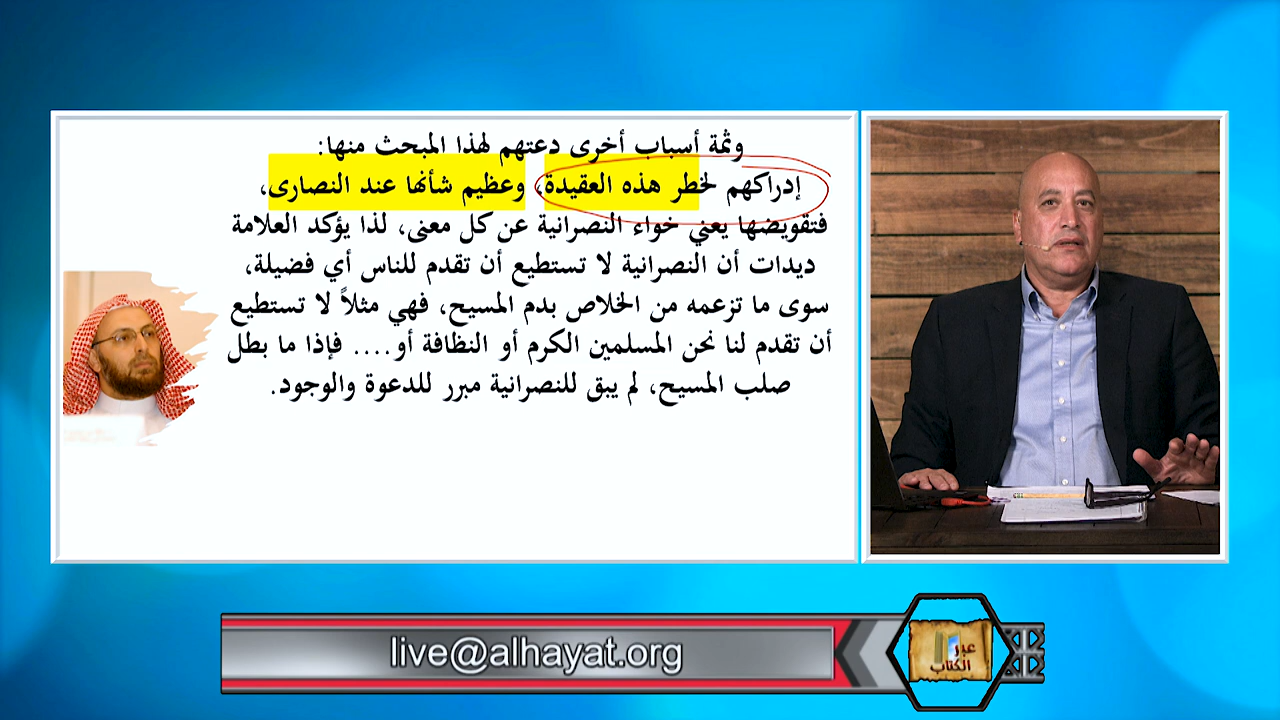 وثمة أسباب أخرى دعتهم لهذا المبحث منها:
إدراكهم لخطر هذه العقيدة، وعظيم شأنها عند النصارى،
فتقويضها يعني خواء النصرانية عن كل معنى، لذا يؤكد العلامة
ديدات أن النصرانية لا تستطيع أن تقدم للناس أي فضيلة،
سوى ما تزعمه من الخلاص بدم المسيح، فهي مثلاً لا تستطيع
أن تقدم لنا نحن المسلمين الكرم أو النظافة أو.... فإذا ما بطل
صلب المسيح، لم يبق للنصرانية مبرر للدعوة والوجود.
live@alhayat.org
عبر
الكتاب